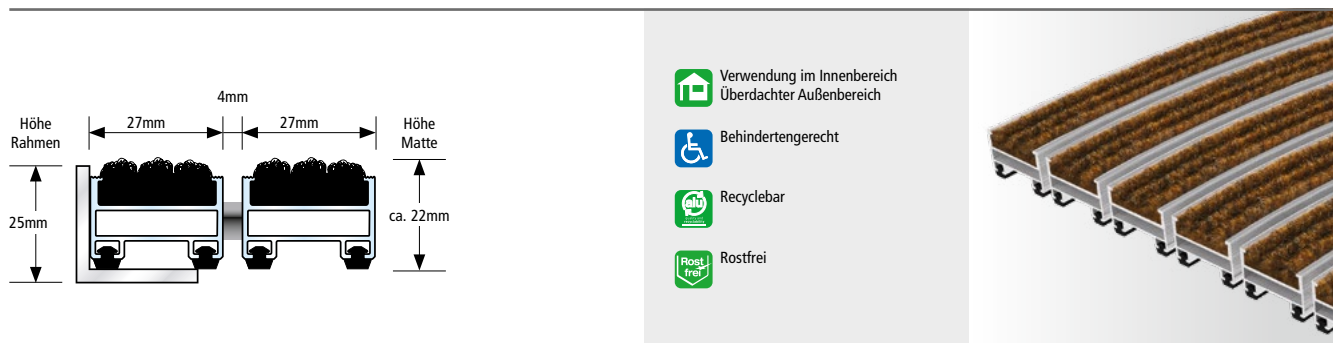 4mm
27mm
27mm
Höhe
Rahmen
Höhe
Matte
25mm
ca. 22mm
Verwendung im Innenbereich
Überdachter Außenbereich
Behindertengerecht
alu
Recyclebar
Rost
frei
Rostfrei